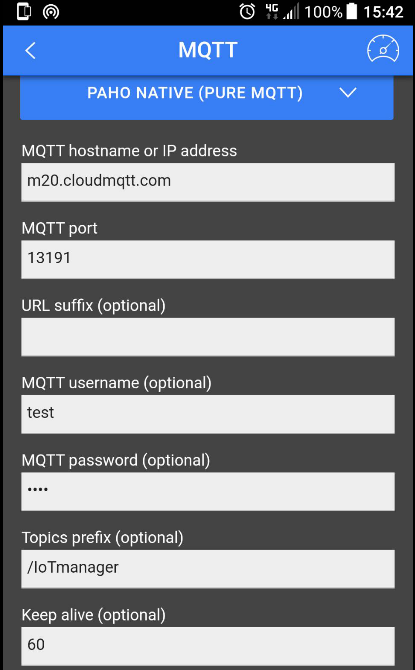 4G 100% 15:42
MQTT
PAHO NATIVE (PURE MQTT)
MQTT hostname or IP address
m20.cloudmqtt.com
MQTT port
13191
URL suffix (optional)
MQTT username (optional)
test
MQTT password (optional)
••••
Topics prefix (optional)
/IoTmanager
Keep alive (optional)
60